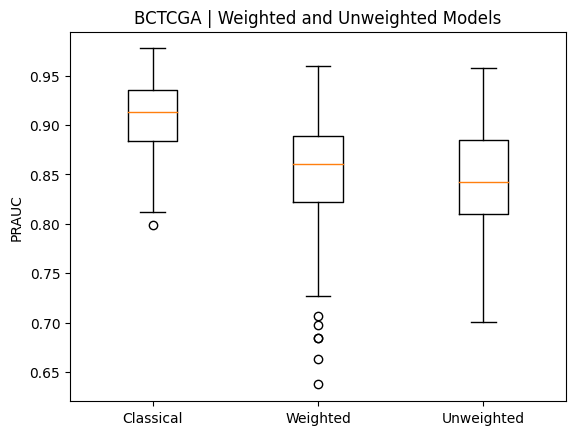 BCTCGA | Weighted and Unweighted Models
PRAUC
0.95
0.90
0.85
0.80
0.75
0.70
0.65
Classical
Weighted
Unweighted